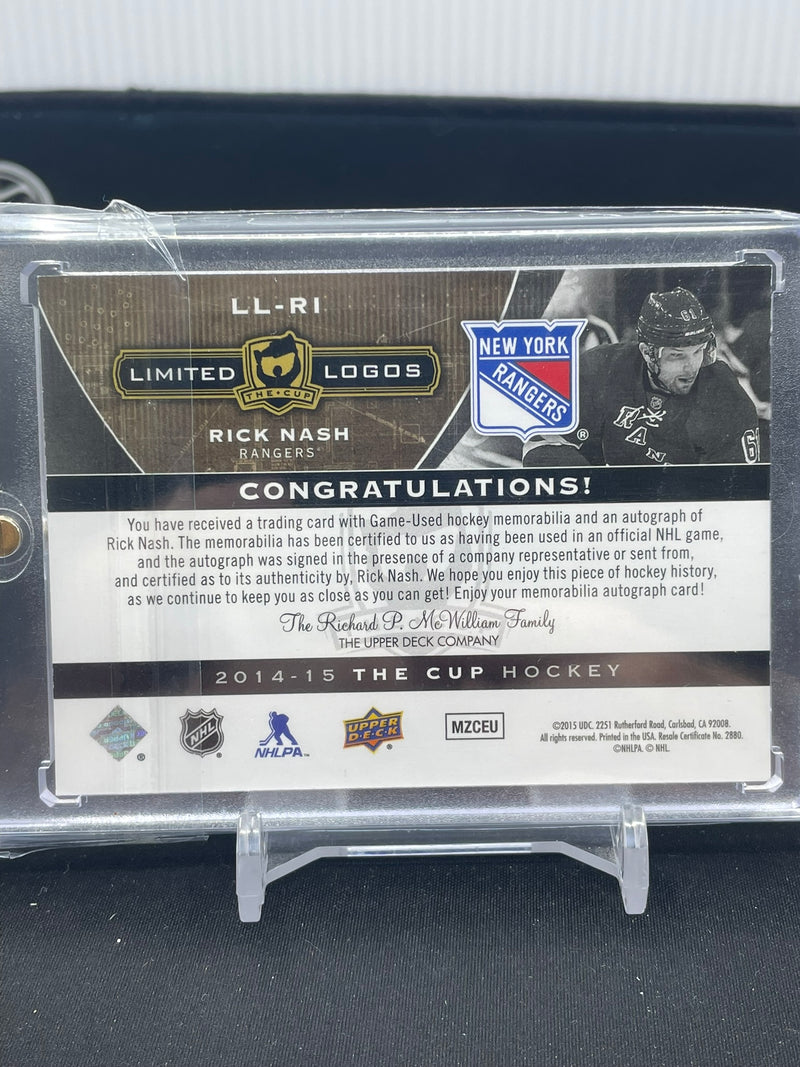 LL-RI
LIMITED LOGOS
THE CUP
RICK NASH
RANGERS
NEW YORK
RANGERS
®
61
RAN
CONGRATULATIONS!
You have received a trading card with Game-Used hockey memorabilia and an autograph of
Rick Nash. The memorabilia has been certified to us as having been used in an official NHL game,
and the autograph was signed in the presence of a company representative or sent from,
and certified as to its authenticity by, Rick Nash. We hope you enjoy this piece of hockey history,
as we continue to keep you as close as you can get! Enjoy your memorabilia autograph card!
The Richard P. McWilliam Family
THE UPPER DECK COMPANY
2014-15 THE CUP HOCKEY
®
NHL
®
NHLPA™
UPPER
DECK
®
MZCEU
©2015 UDC. 2251 Rutherford Road, Carlsbad, CA 92008.
All rights reserved. Printed in the USA. Resale Certificate No. 2880.
©NHLPA. © NHL.